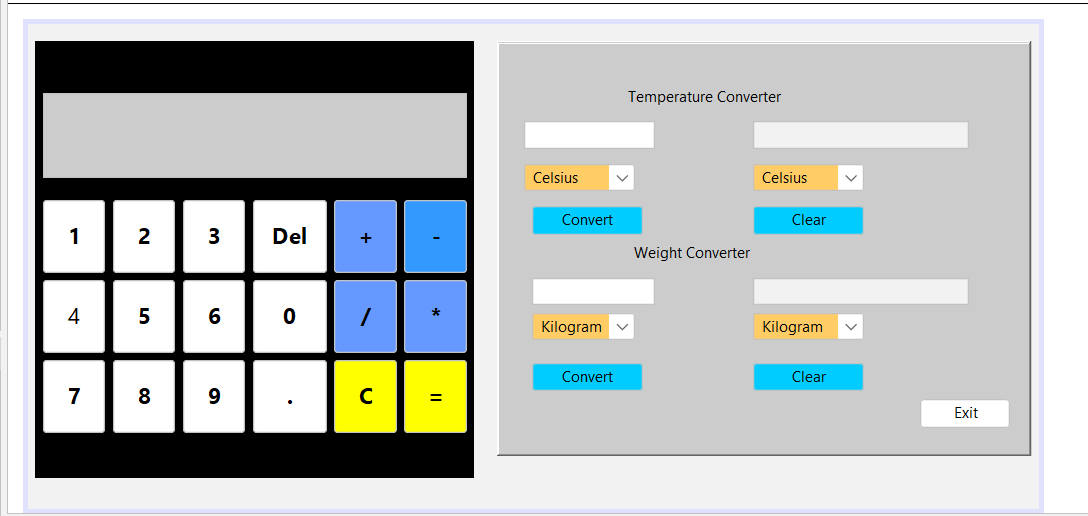 1 2 3 Del + -
4 5 6 0 / *
7 8 9 . C =
Temperature Converter
Celsius Celsius
Convert Clear
Weight Converter
Kilogram Kilogram
Convert Clear
Exit